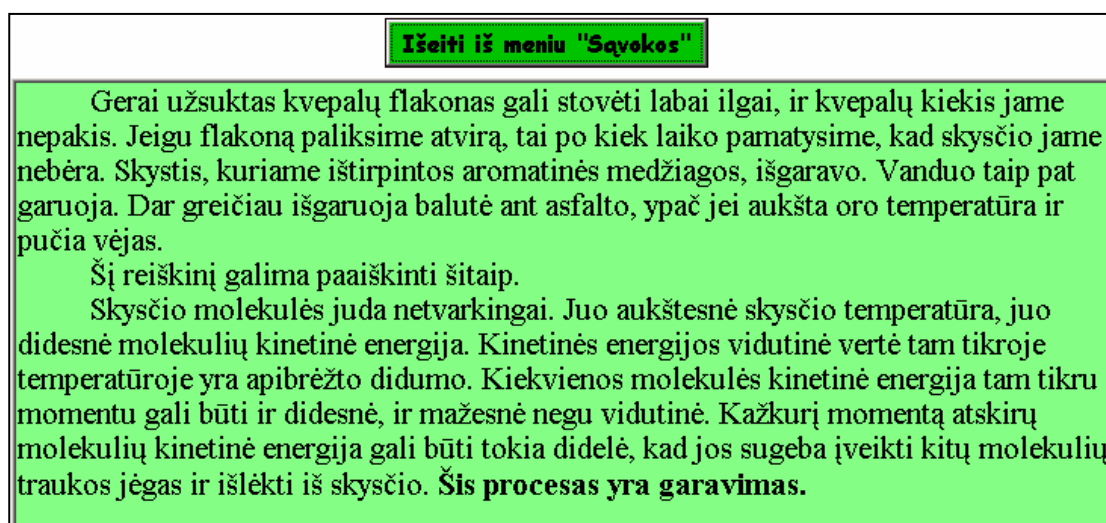 Išeiti iš meniu "Sąvokos"
Gerai užsuktas kvepalų flakonas gali stovėti labai ilgai, ir kvepalų kiekis jame
nepakis. Jeigu flakoną paliksime atvirą, tai po kiek laiko pamatysime, kad skysčio jame
nebėra. Skystis, kuriame ištirpintos aromatinės medžiagos, išgaravo. Vanduo taip pat
garuoja. Dar greičiau išgaruoja balutė ant asfalto, ypač jei aukšta oro temperatūra ir
pučia vėjas.
Šį reiškinį galima paaiškinti šitaip.
Skysčio molekulės juda netvarkingai. Juo aukštesnė skysčio temperatūra, juo
didesnė molekulių kinetinė energija. Kinetinės energijos vidutinė vertė tam tikroje
temperatūroje yra apibrėžto didumo. Kiekvienos molekulės kinetinė energija tam tikru
momentu gali būti ir didesnė, ir mažesnė negu vidutinė. Kažkurį momentą atskirų
molekulių kinetinė energija gali būti tokia didelė, kad jos sugeba įveikti kitų molekulių
traukos jėgas ir išlėkti iš skysčio. Šis procesas yra garavimas.